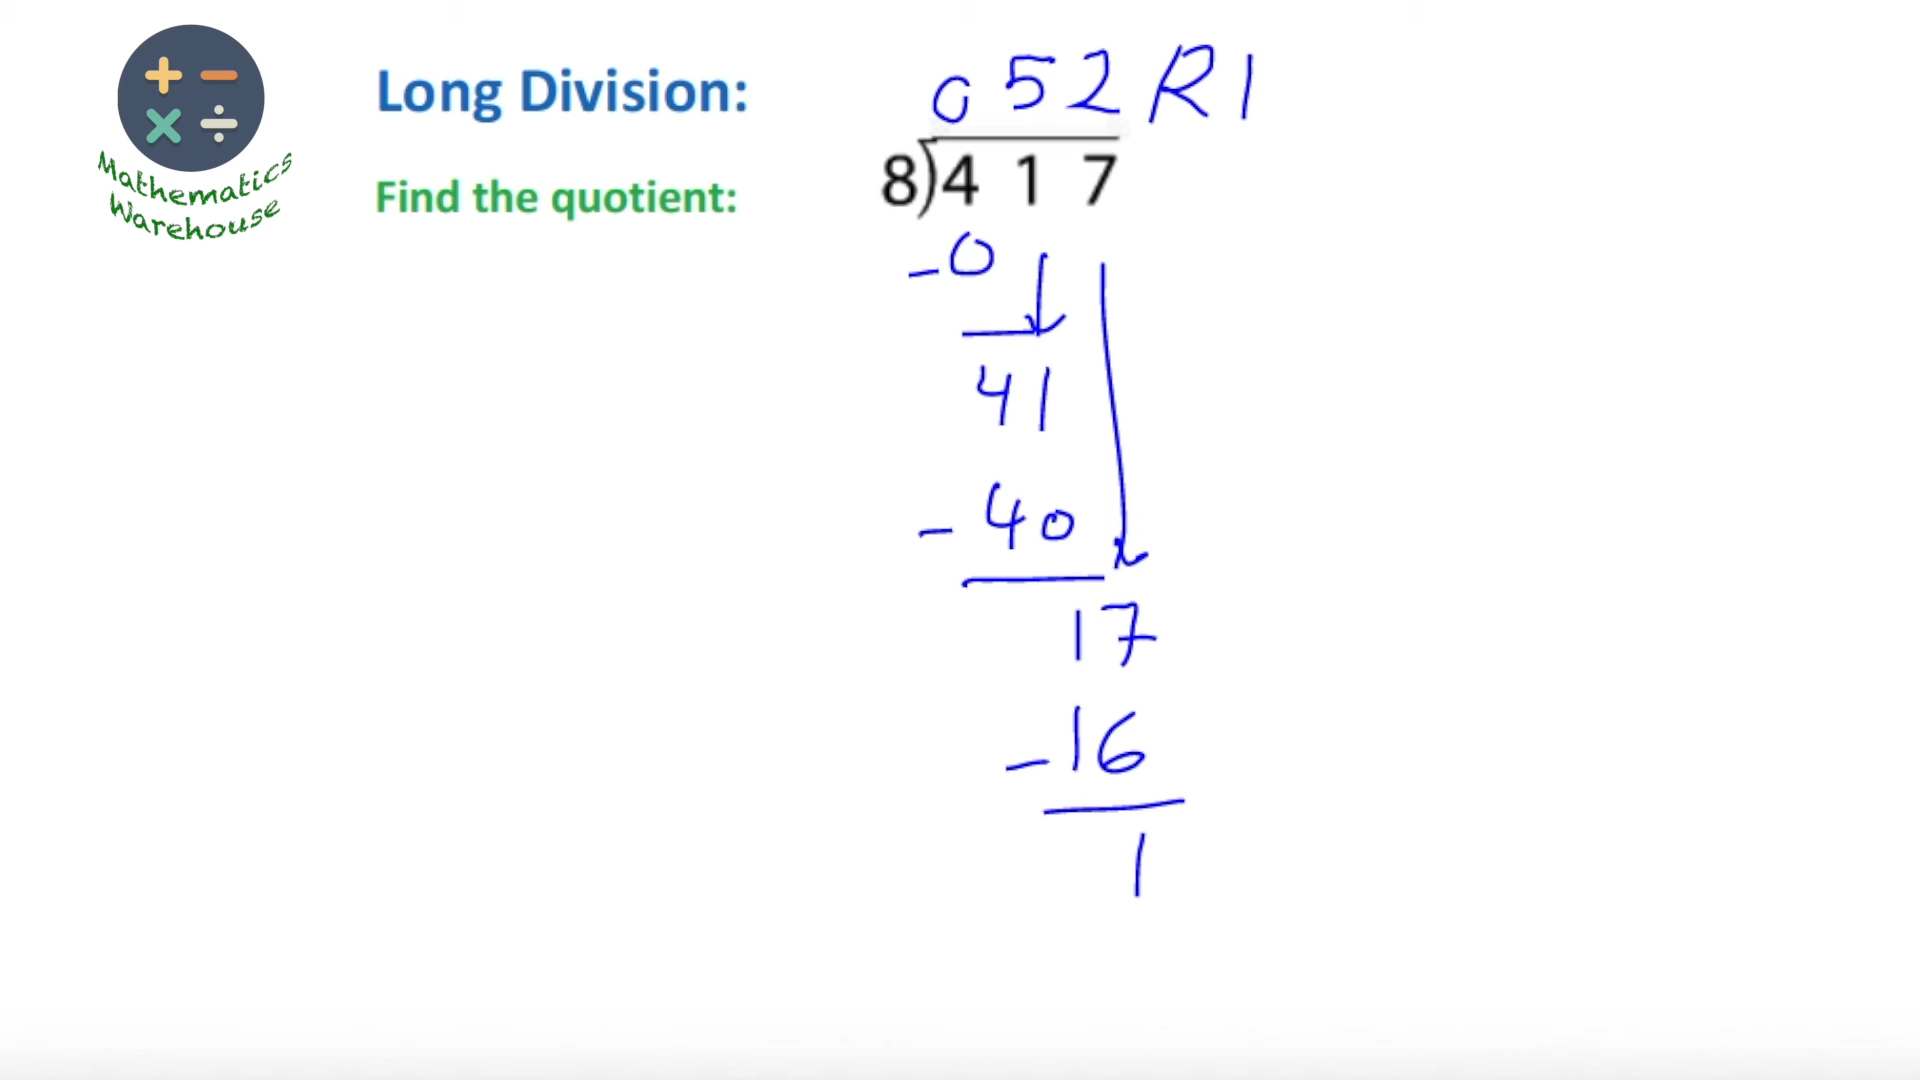 Mathematics
Warehouse
Long Division:
Find the quotient:
0 5 2 R 1
8)4 1 7
-0
41
- 40
17
-16
1